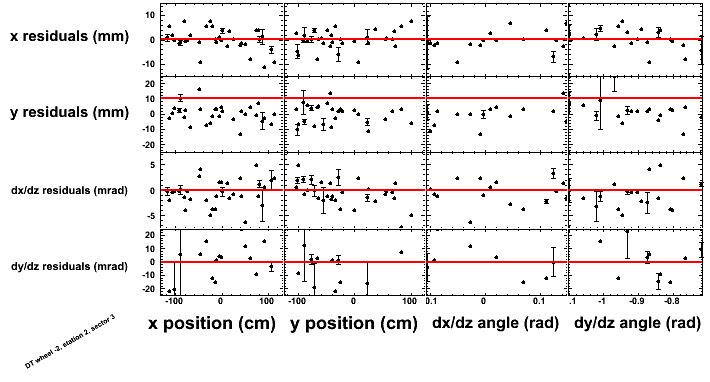 x residuals (mm)
10
0
-10
y residuals (mm)
20
10
0
-10
-20
dx/dz residuals (mrad)
5
0
-5
dy/dz residuals (mrad)
20
10
0
-10
-20
-100 0 100 -100 0 100 0.1 0 0.1 1 -1 -0.9 -0.8
x position (cm) y position (cm) dx/dz angle (rad) dy/dz angle (rad)
DT wheel -2, station 2, sector 3